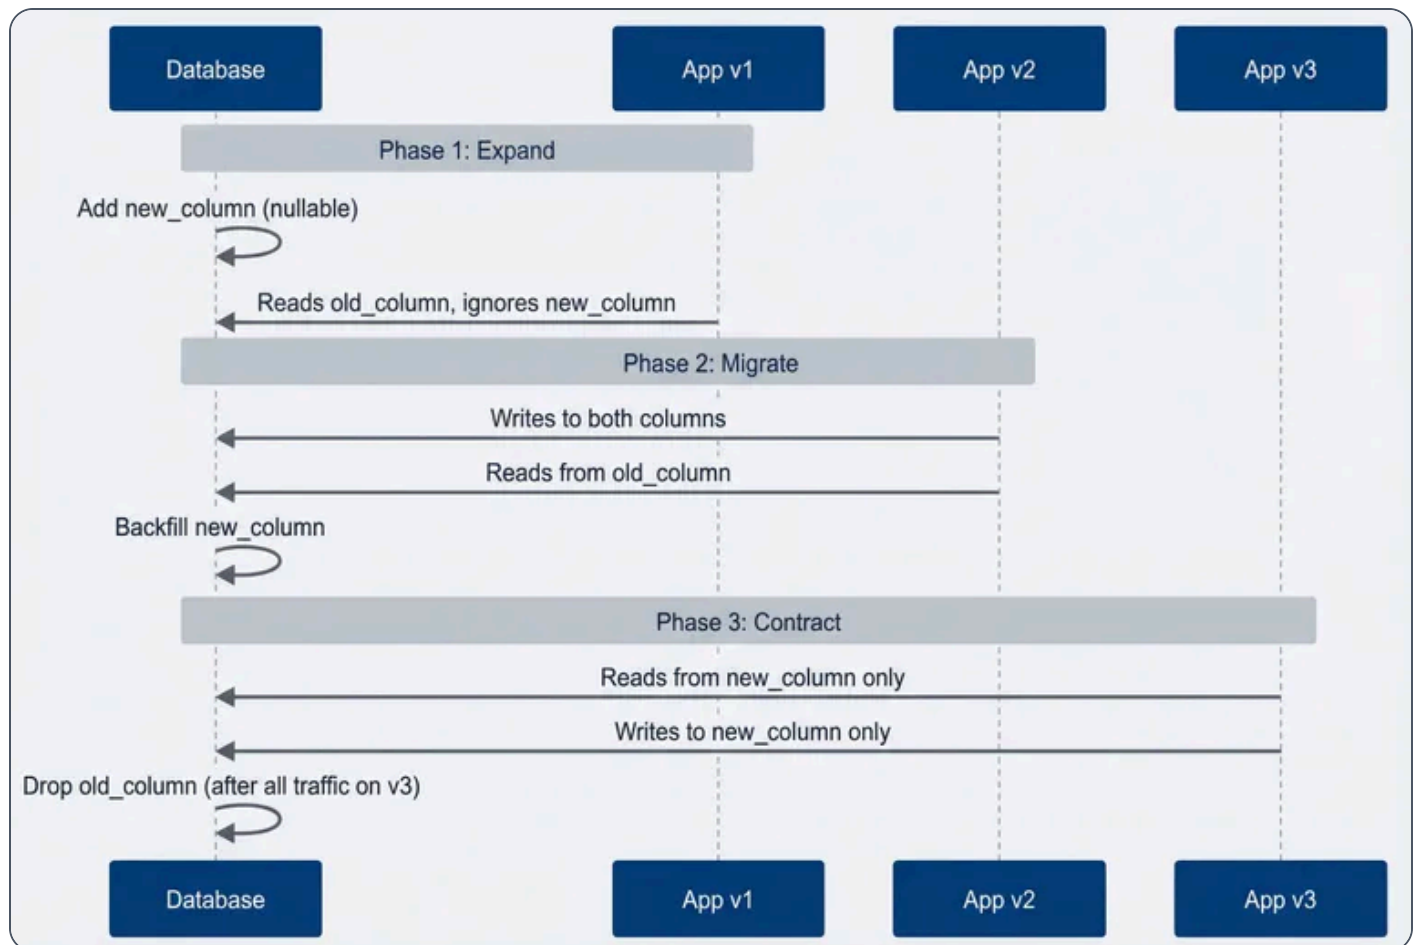 Database
App v1
App v2
App v3
Phase 1: Expand
Add new_column (nullable)
Reads old_column, ignores new_column
Phase 2: Migrate
Writes to both columns
Reads from old_column
Backfill new_column
Phase 3: Contract
Reads from new_column only
Writes to new_column only
Drop old_column (after all traffic on v3)
Database
App v1
App v2
App v3